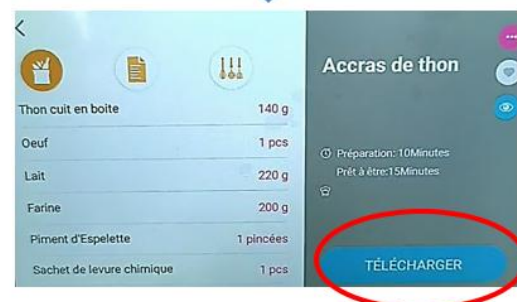 Accras de thon
Thon cuit en boite 140 g
Oeuf 1 pcs
Lait 220 g
Farine 200 g
Piment d'Espelette 1 pincées
Sachet de levure chimique 1 pcs
Préparation: 10Minutes
Prêt à être:15Minutes
TÉLÉCHARGER